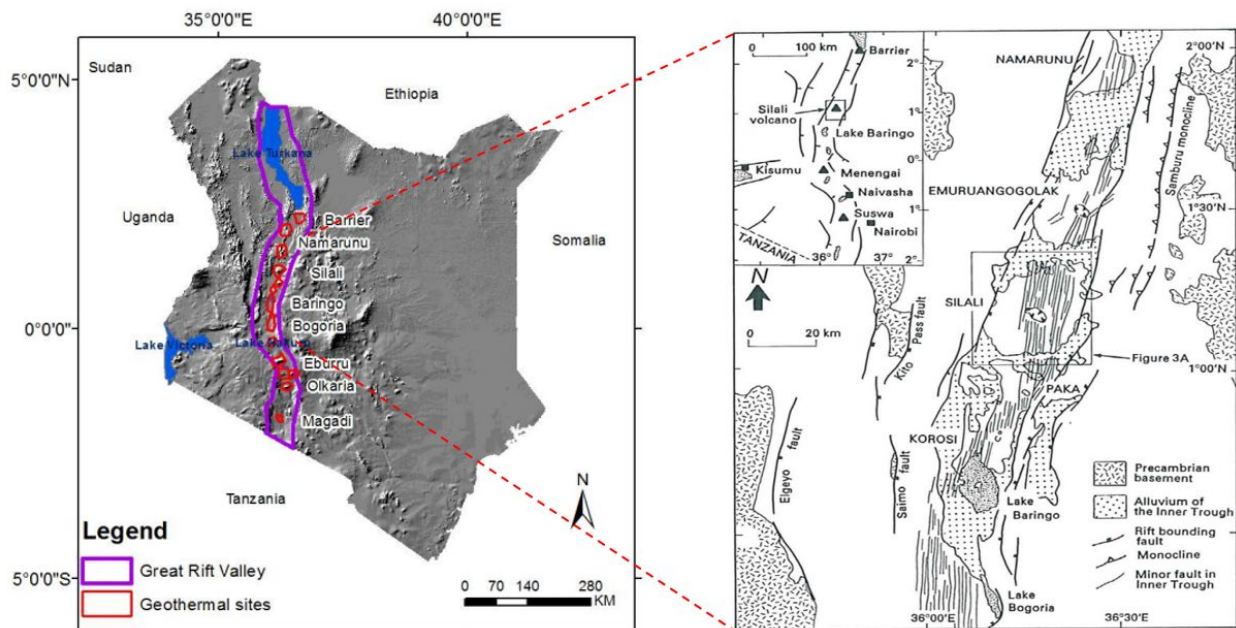 35°0'0"E
40°0'0"E
5°0'0"N
0°0'0"
5°0'0"S
Sudan
Ethiopia
Uganda
Somalia
Tanzania
Lake Turkana
Lake Victoria
Barrier
Namarunu
Silali
Baringo
Bogoria
Lake Nakuru
Eburru
Olkaria
Magadi
N
Legend
Great Rift Valley
Geothermal sites
0 70 140 280
KM
0 100 km
Barrier
2°
Silali
volcano
1°
Lake Baringo
0°
Kisumu
Menengai
Naivasha
1°
Suswa
Nairobi
TANZANIA
36°
37°
2°
N
0 20 km
NAMARUNU
2°00'N
Samburu monocline
EMURUANGOGOLAK
1°30'N
SILALI
Figure 3A
1°00'N
Kito Pass fault
PAKA
KOROSI
Elgeyo fault
Saimo fault
Lake
Baringo
Lake
Bogoria
36°00'E
36°30'E
Precambrian
basement
Alluvium of
the Inner Trough
Rift bounding
fault
Monocline
Minor fault in
Inner Trough